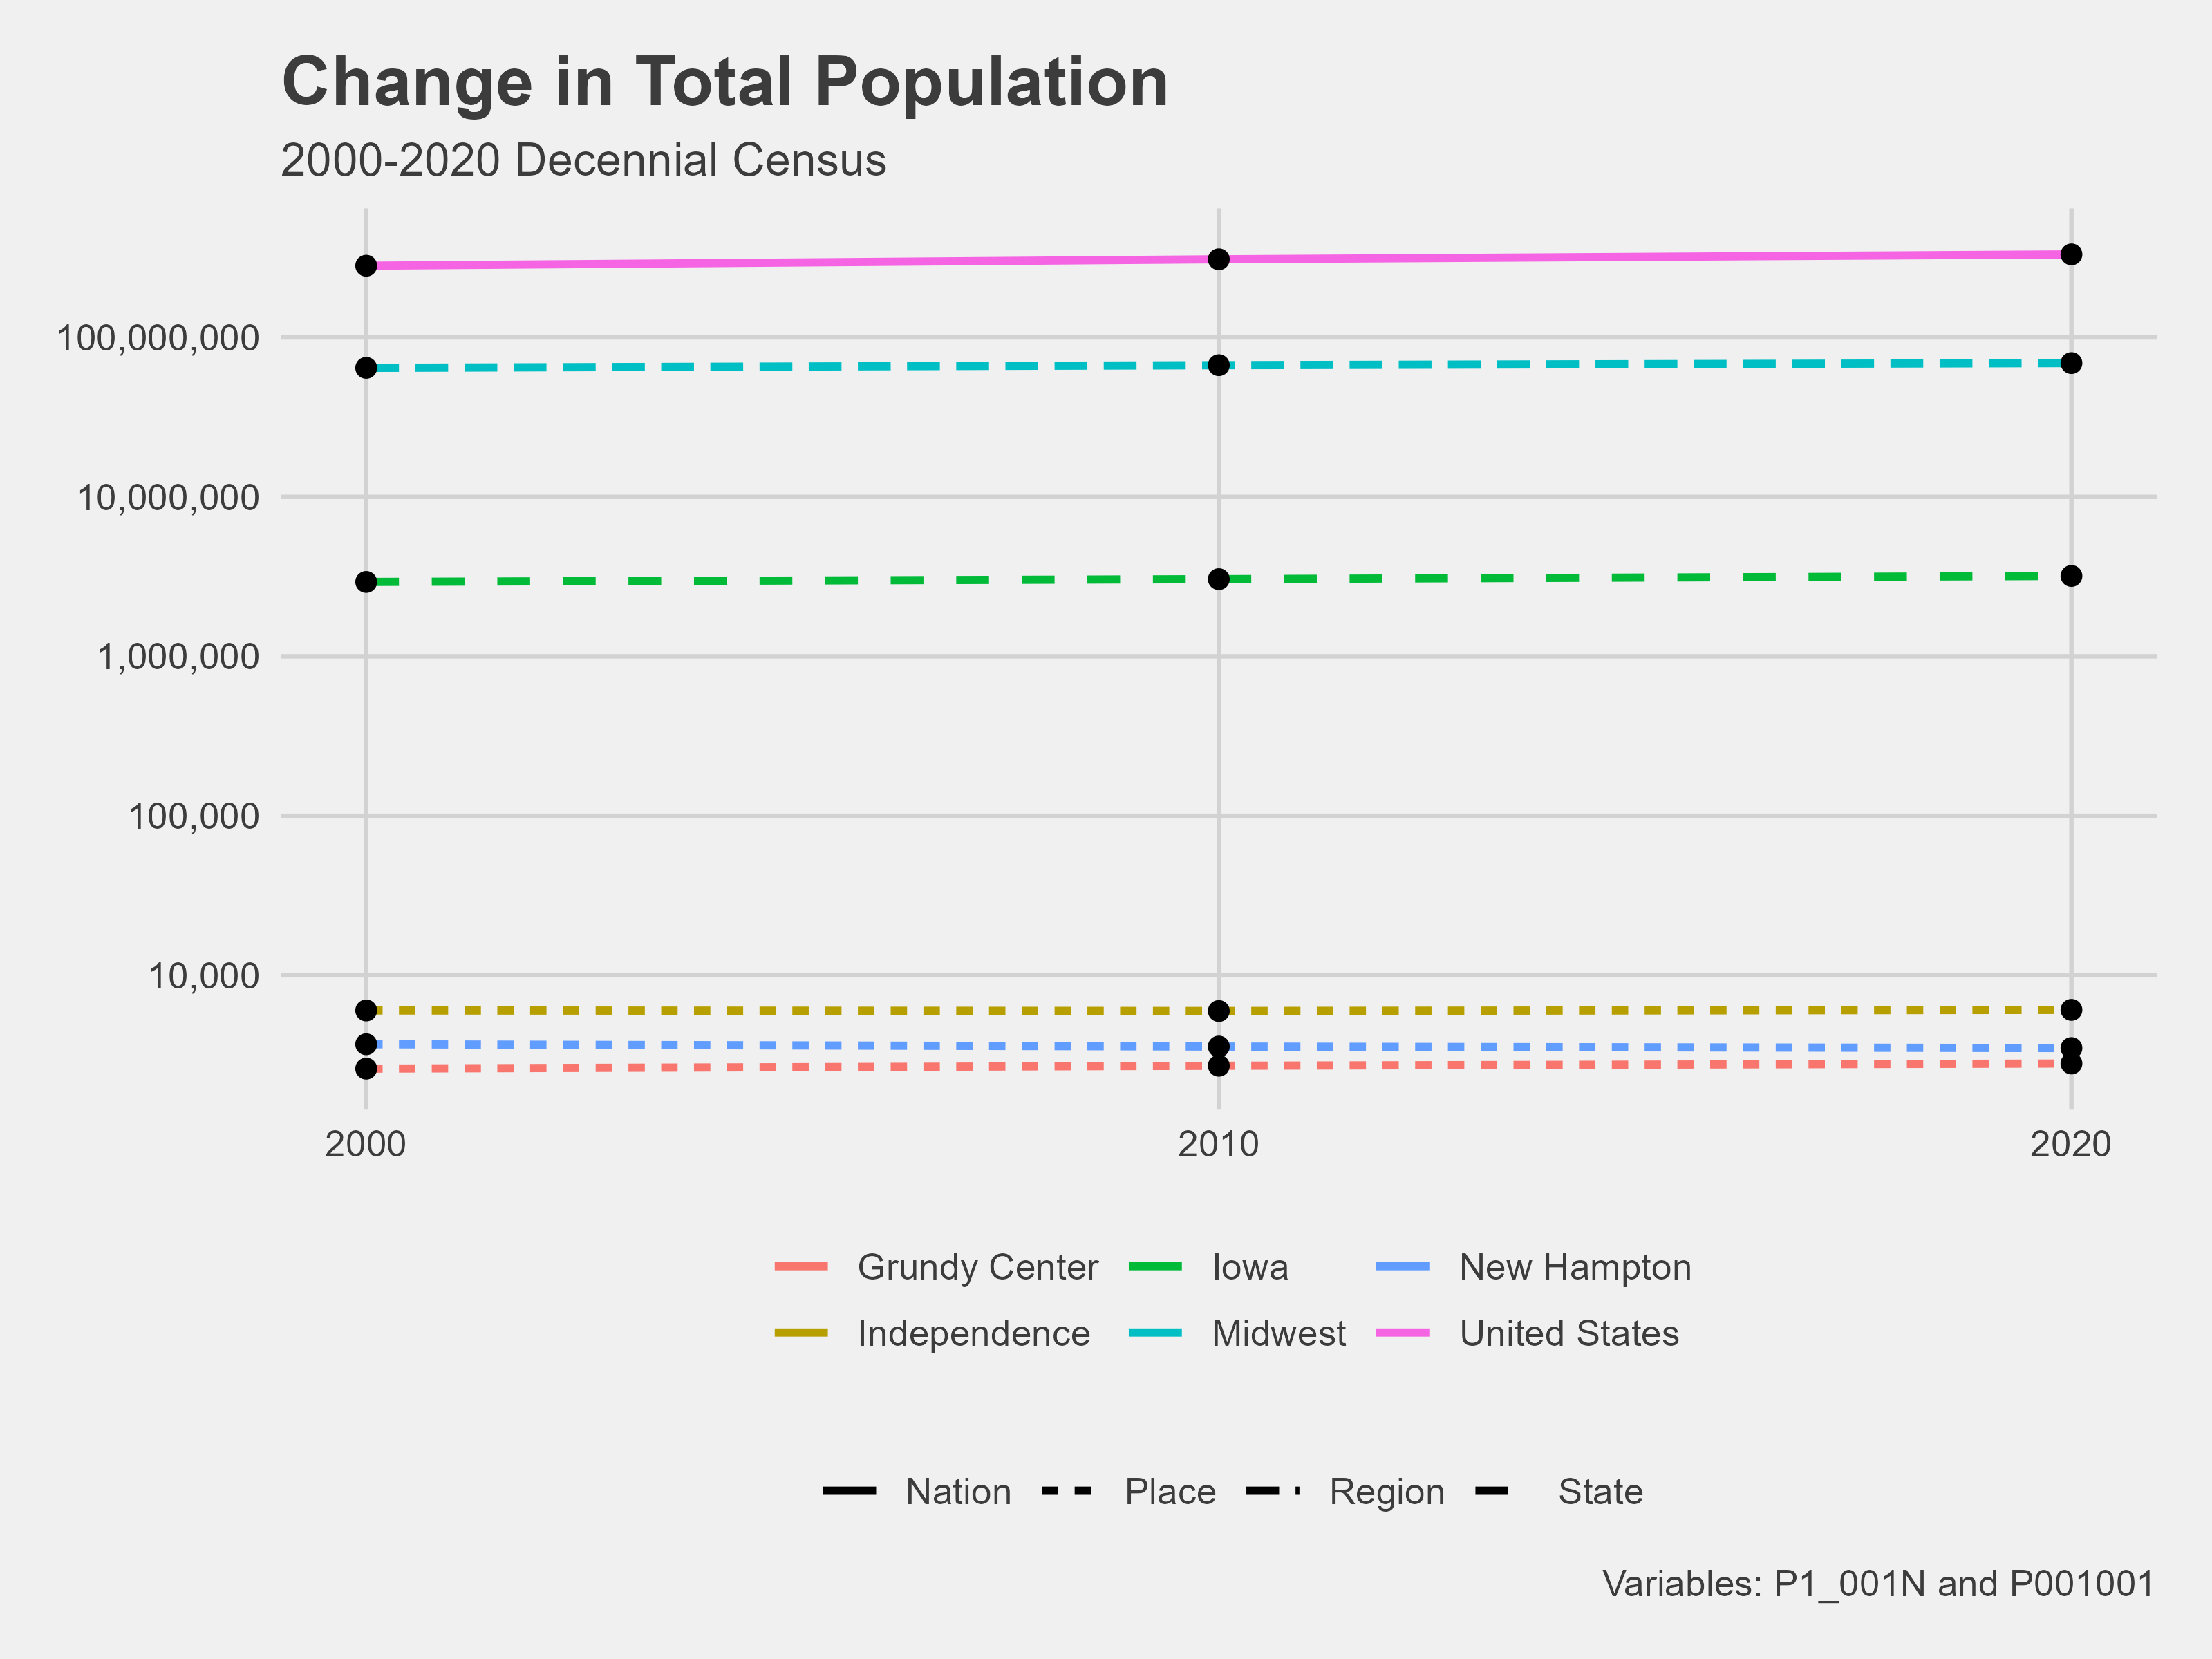 Change in Total Population
2000-2020 Decennial Census
100,000,000
10,000,000
1,000,000
100,000
10,000
2000 2010 2020
Grundy Center Iowa New Hampton
Independence Midwest United States
Nation Place Region State
Variables: P1_001N and P001001